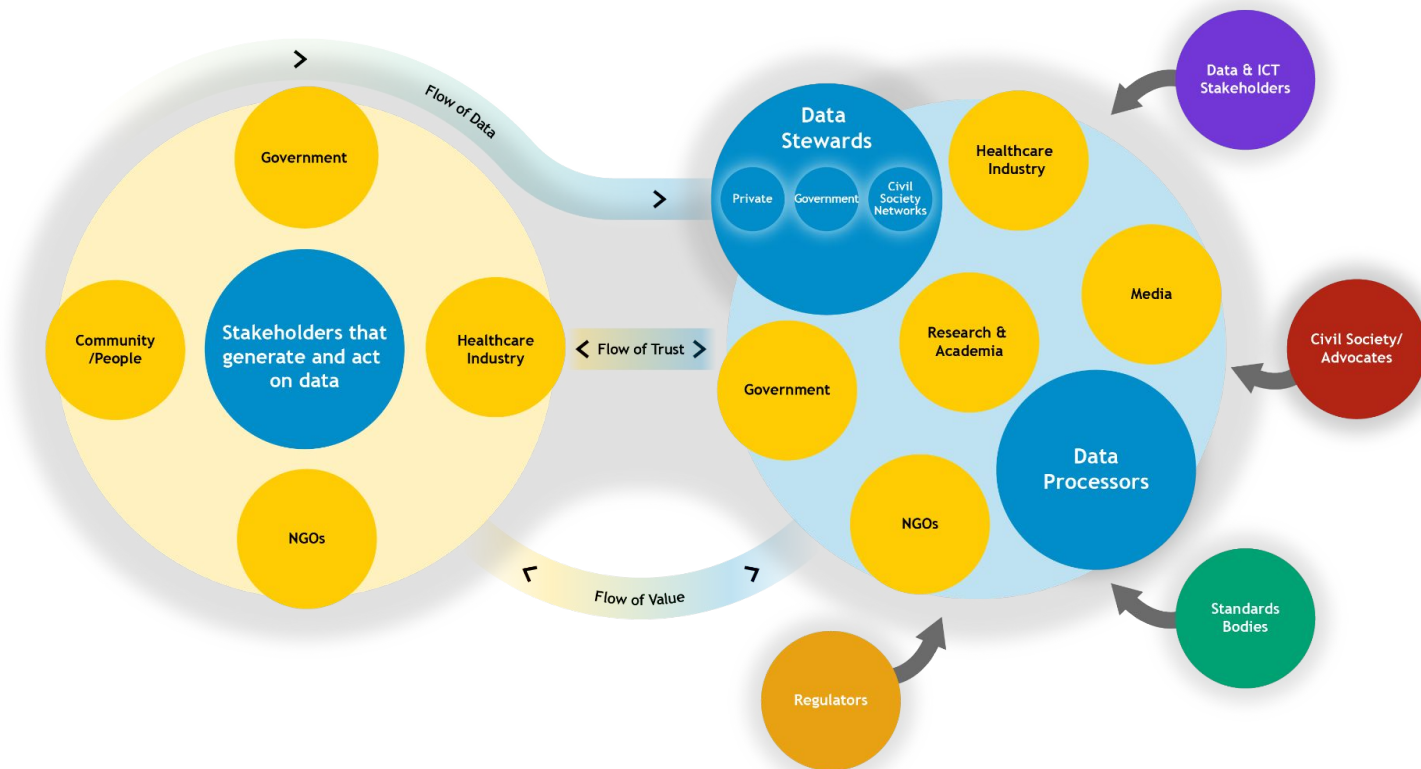 Government
Community
/People
Stakeholders that
generate and act
on data
Healthcare
Industry
NGOs
Flow of Data
Flow of Trust
Flow of Value
Data
Stewards
Private
Government
Civil
Society
Networks
Healthcare
Industry
Media
Research &
Academia
Government
Data
Processors
NGOs
Data & ICT
Stakeholders
Civil Society/
Advocates
Standards
Bodies
Regulators